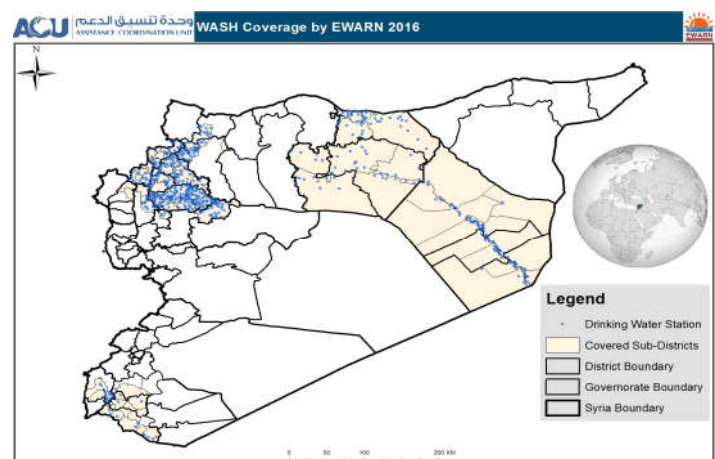 ACU
وحدة تنسيق الدعم
ASSISTANCE COORDINATION UNIT
WASH Coverage by EWARN 2016
EWARN
N
Legend
Drinking Water Station
Covered Sub-Districts
District Boundary
Governorate Boundary
Syria Boundary
0 50 100 200 KM